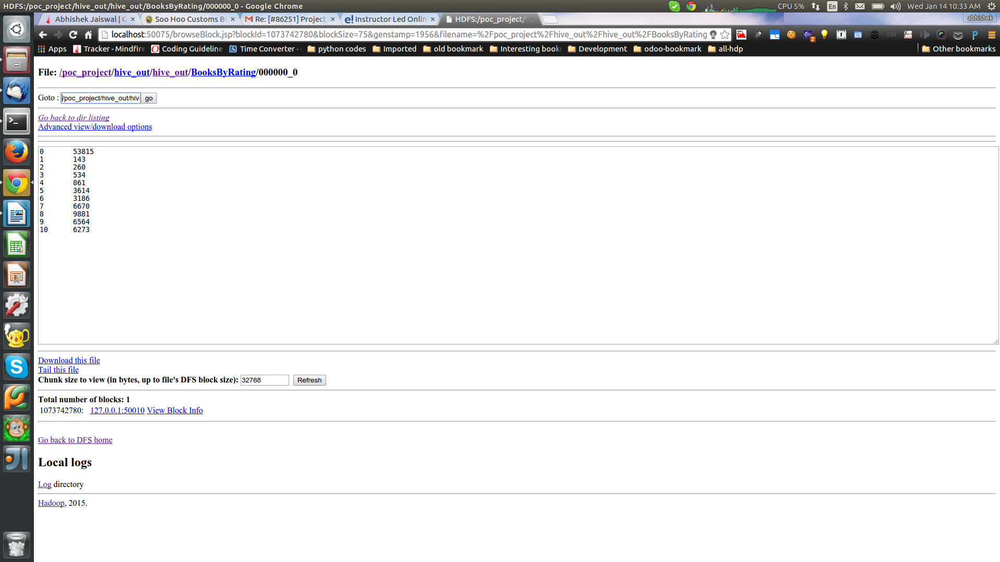 HDFS:/poc_project/hive_out/hive_out/BooksByRating/000000_0 - Google Chrome
CPU 5%
En
Wed Jan 14 10:33 AM
Abhishek Jaiswal | G
Soo Hoo Customs B
Re: [#86251] Project
Instructor Led Onlin
HDFS:/poc_project/
abhishek
localhost:50075/browseBlock.jsp?blockId=1073742780&blockSize=75&genstamp=1956&filename=%2Fpoc_project%2Fhive_out%2Fhive_out%2FBooksByRating
Apps
Tracker - Mindfire
Coding Guideline
Time Converter -
python codes
Imported
old bookmark
Interesting book
Development
odoo-bookmark
all-hdp
Other bookmarks
File: /poc_project/hive_out/hive_out/BooksByRating/000000_0
Goto : /poc_project/hive_out/hiv go
Go back to dir listing
Advanced view/download options
0 53815
1 143
2 260
3 534
4 861
5 3614
6 3186
7 6670
8 9881
9 6564
10 6273
Download this file
Tail this file
Chunk size to view (in bytes, up to file's DFS block size): 32768 Refresh
Total number of blocks: 1
1073742780: 127.0.0.1:50010 View Block Info
Go back to DFS home
Local logs
Log directory
Hadoop, 2015.